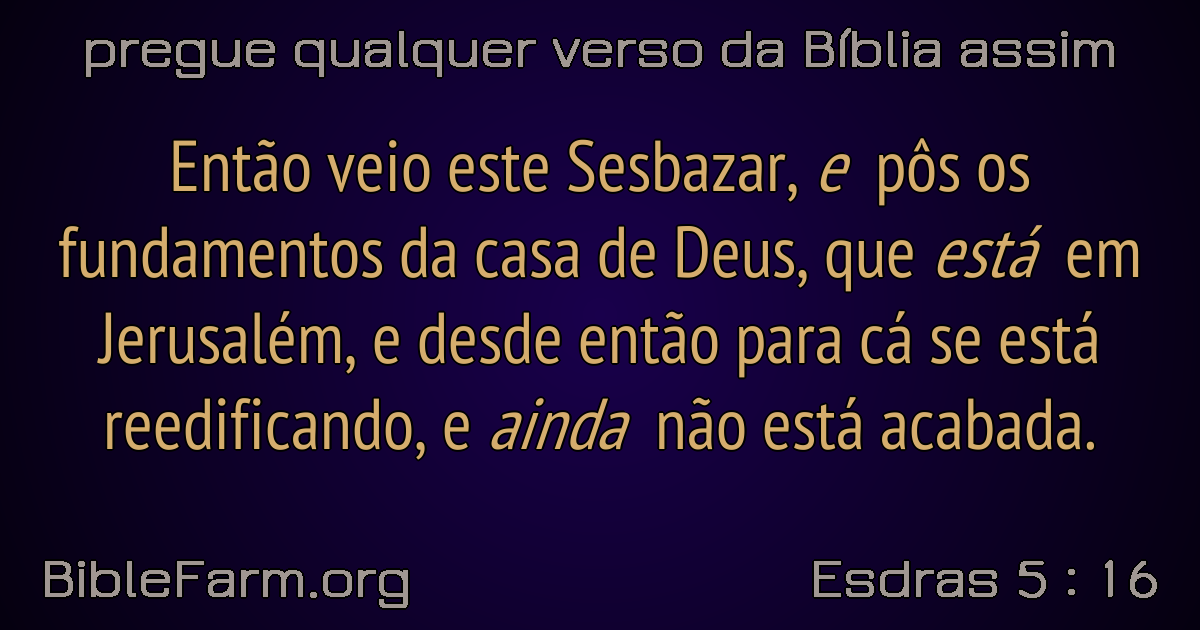 pregue qualquer verso da Bíblia assim
Então veio este Sesbazar, e pôs os
fundamentos da casa de Deus, que está em
Jerusalém, e desde então para cá se está
reedificando, e ainda não está acabada.
BibleFarm.org
Esdras 5 : 16